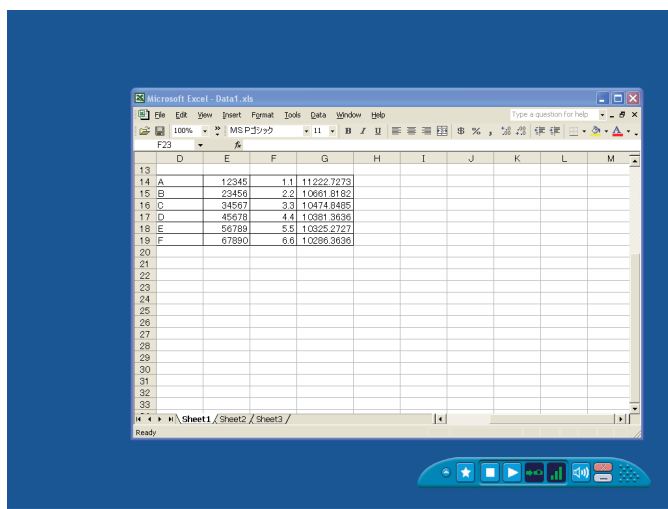 Microsoft Excel - Data1.xls
File Edit View Insert Format Tools Data Window Help Type a question for help
100% MS Pゴシック 11 B I U $ % ,
F23 fx
D E F G H I J K L M
13
14 A 12345 1.1 11222.7273
15 B 23456 2.2 10661.8182
16 C 34567 3.3 10474.8485
17 D 45678 4.4 10381.3636
18 E 56789 5.5 10325.2727
19 F 67890 6.6 10286.3636
20
21
22
23
24
25
26
27
28
29
30
31
32
33
Sheet1 Sheet2 Sheet3
Ready